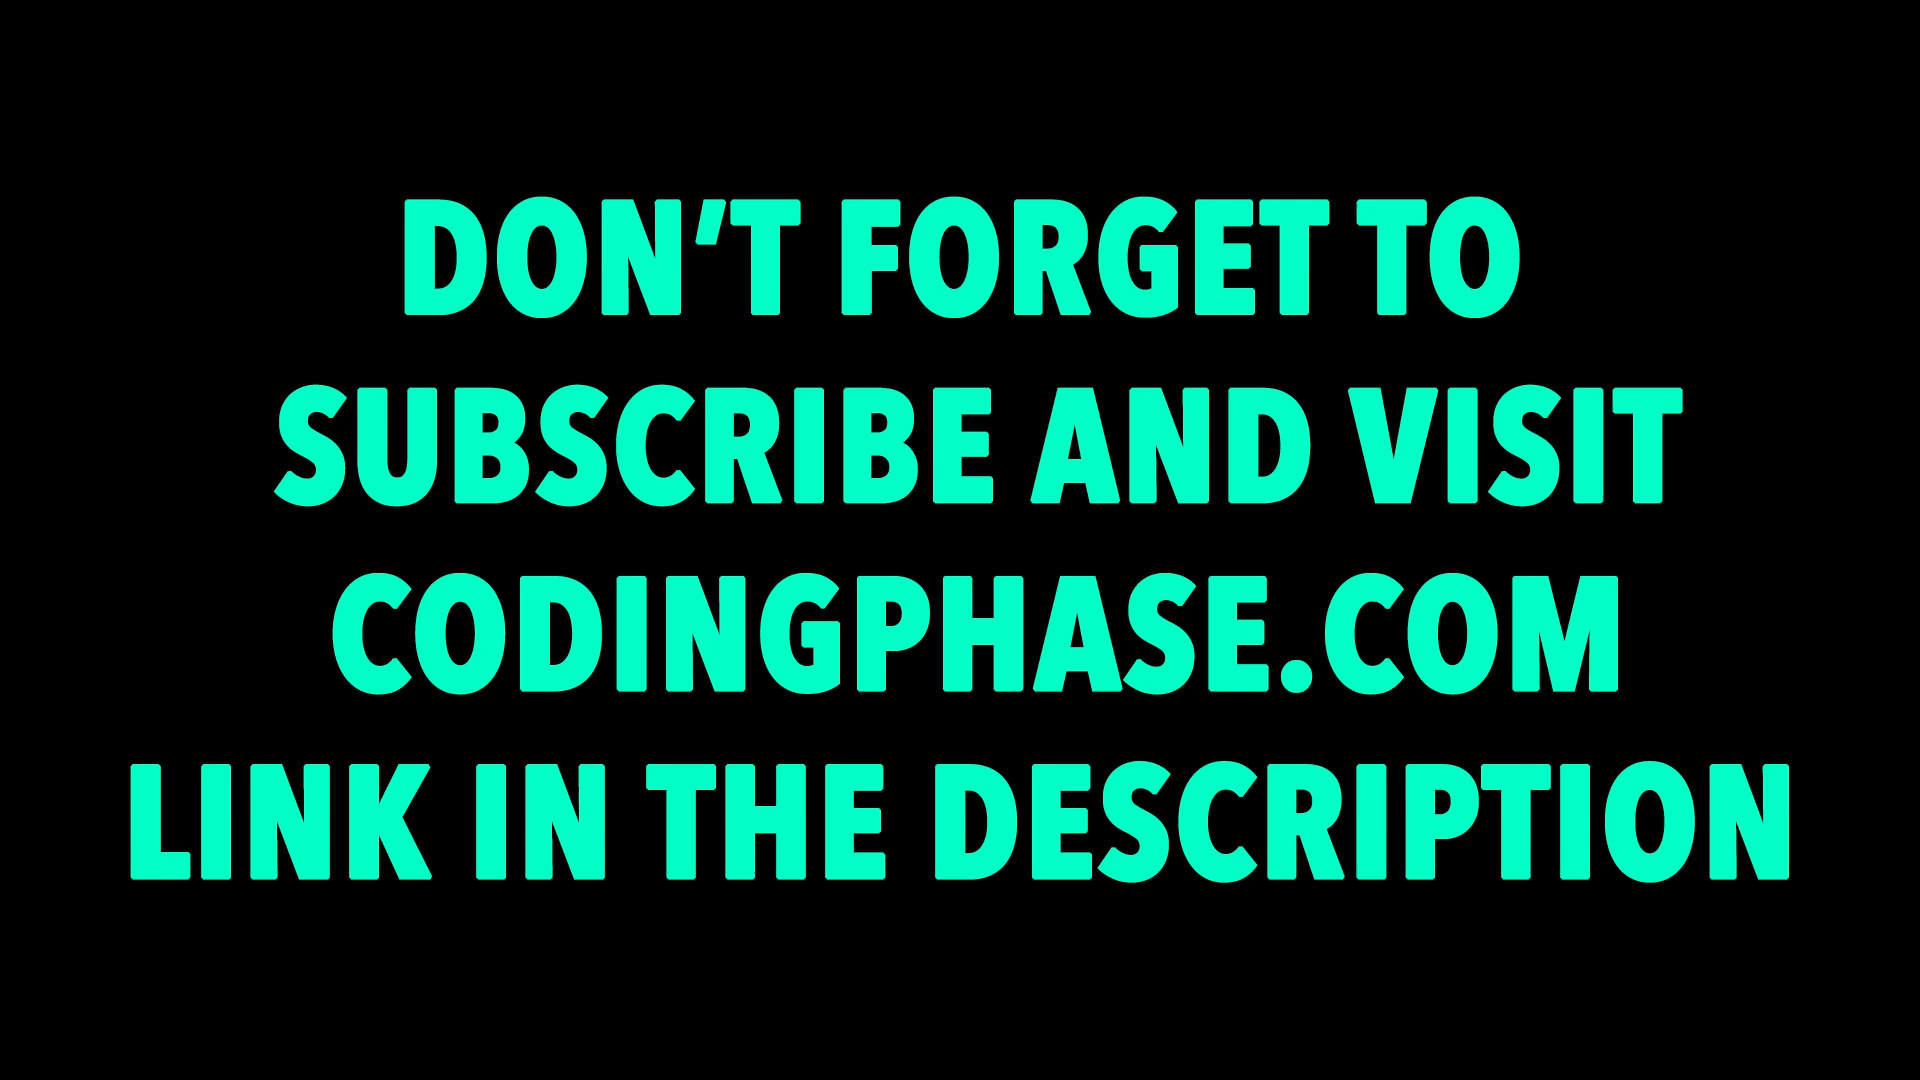 DON'T FORGET TO
SUBSCRIBE AND VISIT
CODINGPHASE.COM
LINK IN THE DESCRIPTION